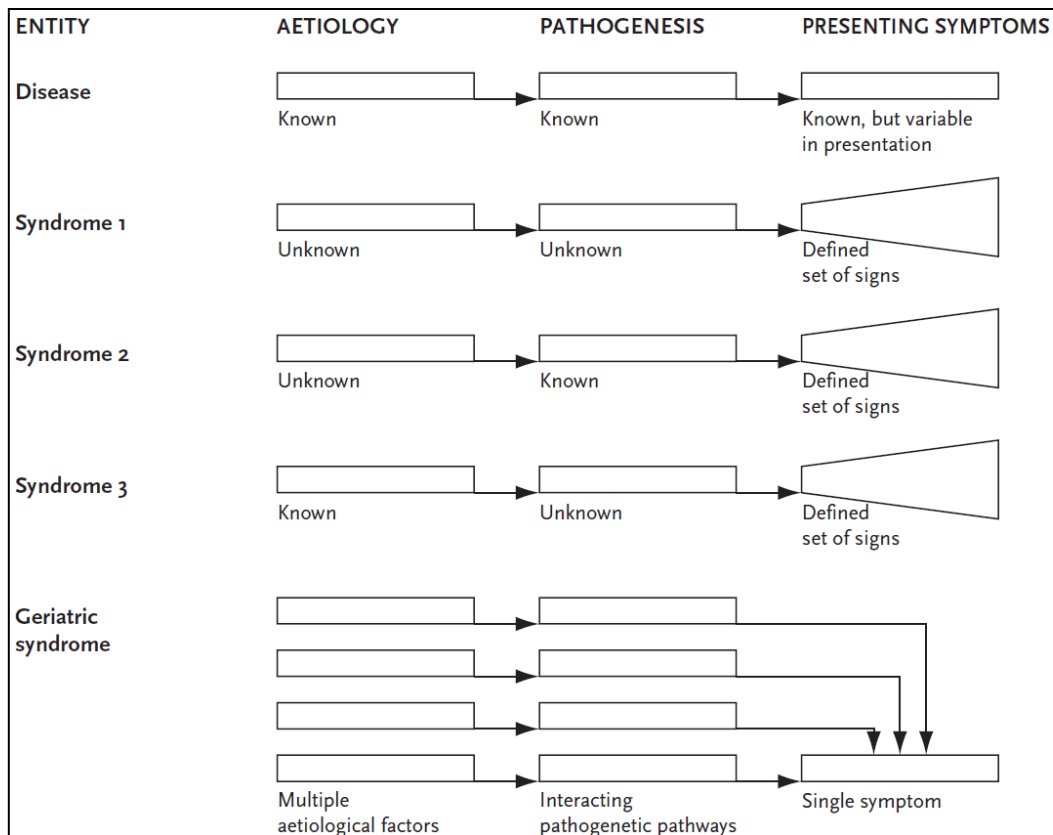 ENTITY AETIOLOGY PATHOGENESIS PRESENTING SYMPTOMS
Disease
Known Known Known, but variable
in presentation
Syndrome 1
Unknown Unknown Defined
set of signs
Syndrome 2
Unknown Known Defined
set of signs
Syndrome 3
Known Unknown Defined
set of signs
Geriatric
syndrome
Multiple Interacting Single symptom
aetiological factors pathogenetic pathways